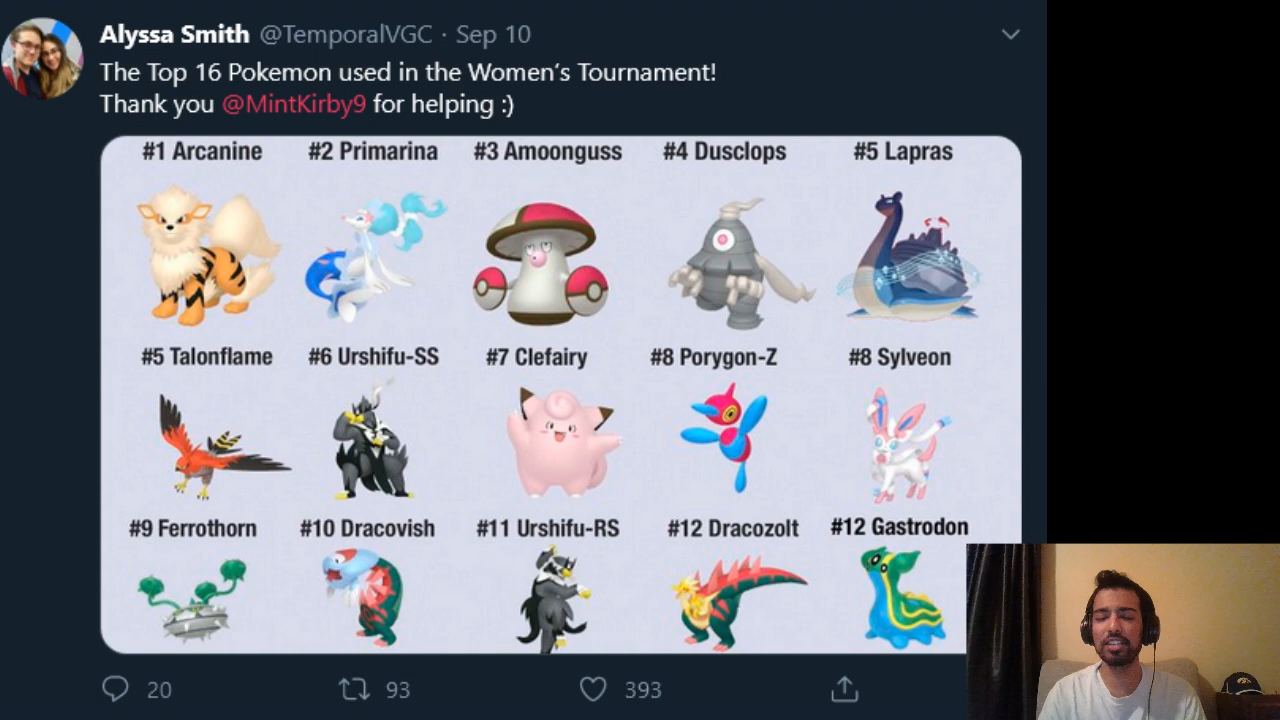 Alyssa Smith @TemporalVGC · Sep 10
The Top 16 Pokemon used in the Women's Tournament!
Thank you @MintKirby9 for helping :)
#1 Arcanine #2 Primarina #3 Amoonguss #4 Dusclops #5 Lapras
#5 Talonflame #6 Urshifu-SS #7 Clefairy #8 Porygon-Z #8 Sylveon
#9 Ferrothorn #10 Dracovish #11 Urshifu-RS #12 Dracozolt #12 Gastrodon
20 93 393